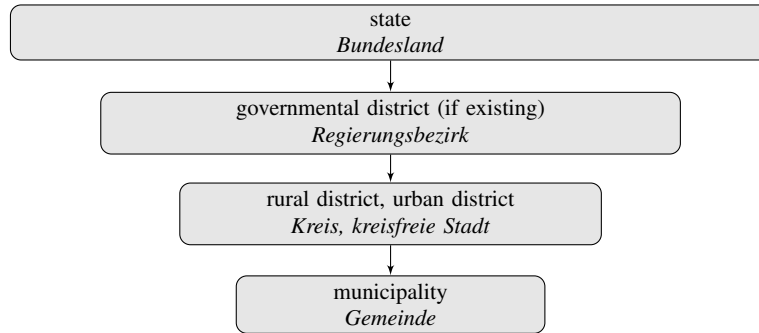 state
Bundesland
governmental district (if existing)
Regierungsbezirk
rural district, urban district
Kreis, kreisfreie Stadt
municipality
Gemeinde